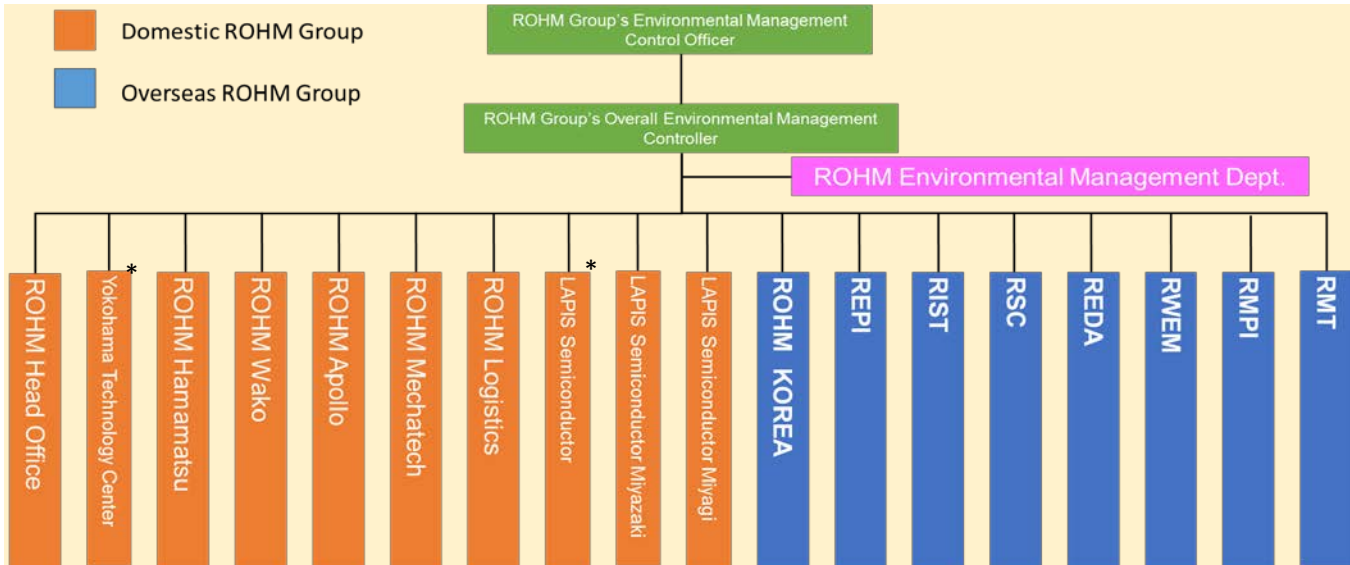 Domestic ROHM Group
Overseas ROHM Group
ROHM Group's Environmental Management
Control Officer
ROHM Group's Overall Environmental Management
Controller
ROHM Environmental Management Dept.
ROHM Head Office
Yokohama Technology Center
*
ROHM Hamamatsu
ROHM Wako
ROHM Apollo
ROHM Mechatech
ROHM Logistics
LAPIS Semiconductor
*
LAPIS Semiconductor Miyazaki
LAPIS Semiconductor Miyagi
ROHM KOREA
REPI
RIST
RSC
REDA
RWEM
RMPI
RMT